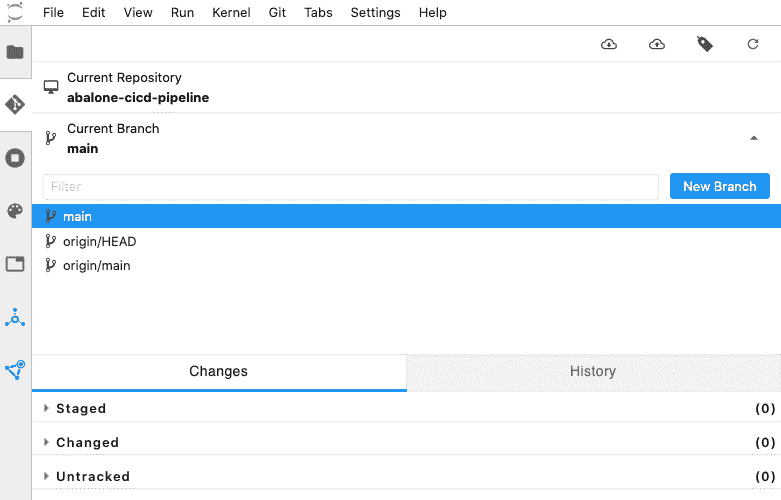 File Edit View Run Kernel Git Tabs Settings Help
Current Repository
abalone-cicd-pipeline
Current Branch
main
Filter
New Branch
main
origin/HEAD
origin/main
Changes History
Staged (0)
Changed (0)
Untracked (0)